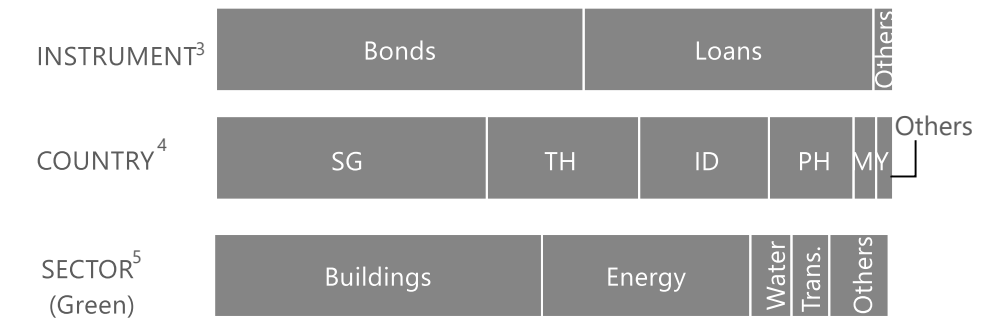 INSTRUMENT³ Bonds Loans Others
COUNTRY⁴ SG TH ID PH MY Others
SECTOR⁵ (Green) Buildings Energy Water Trans. Others